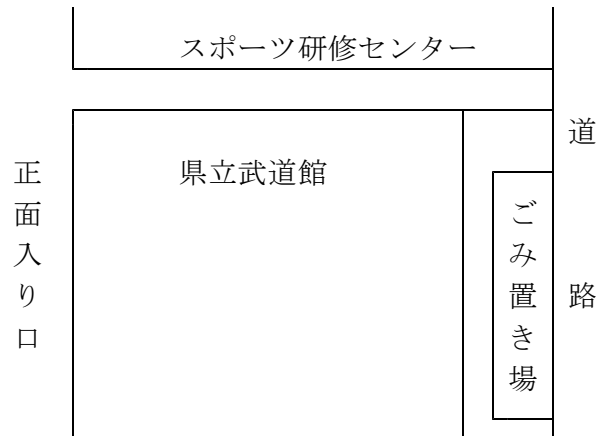 スポーツ研修センター
県立武道館
正面入り口
ごみ置き場
道路